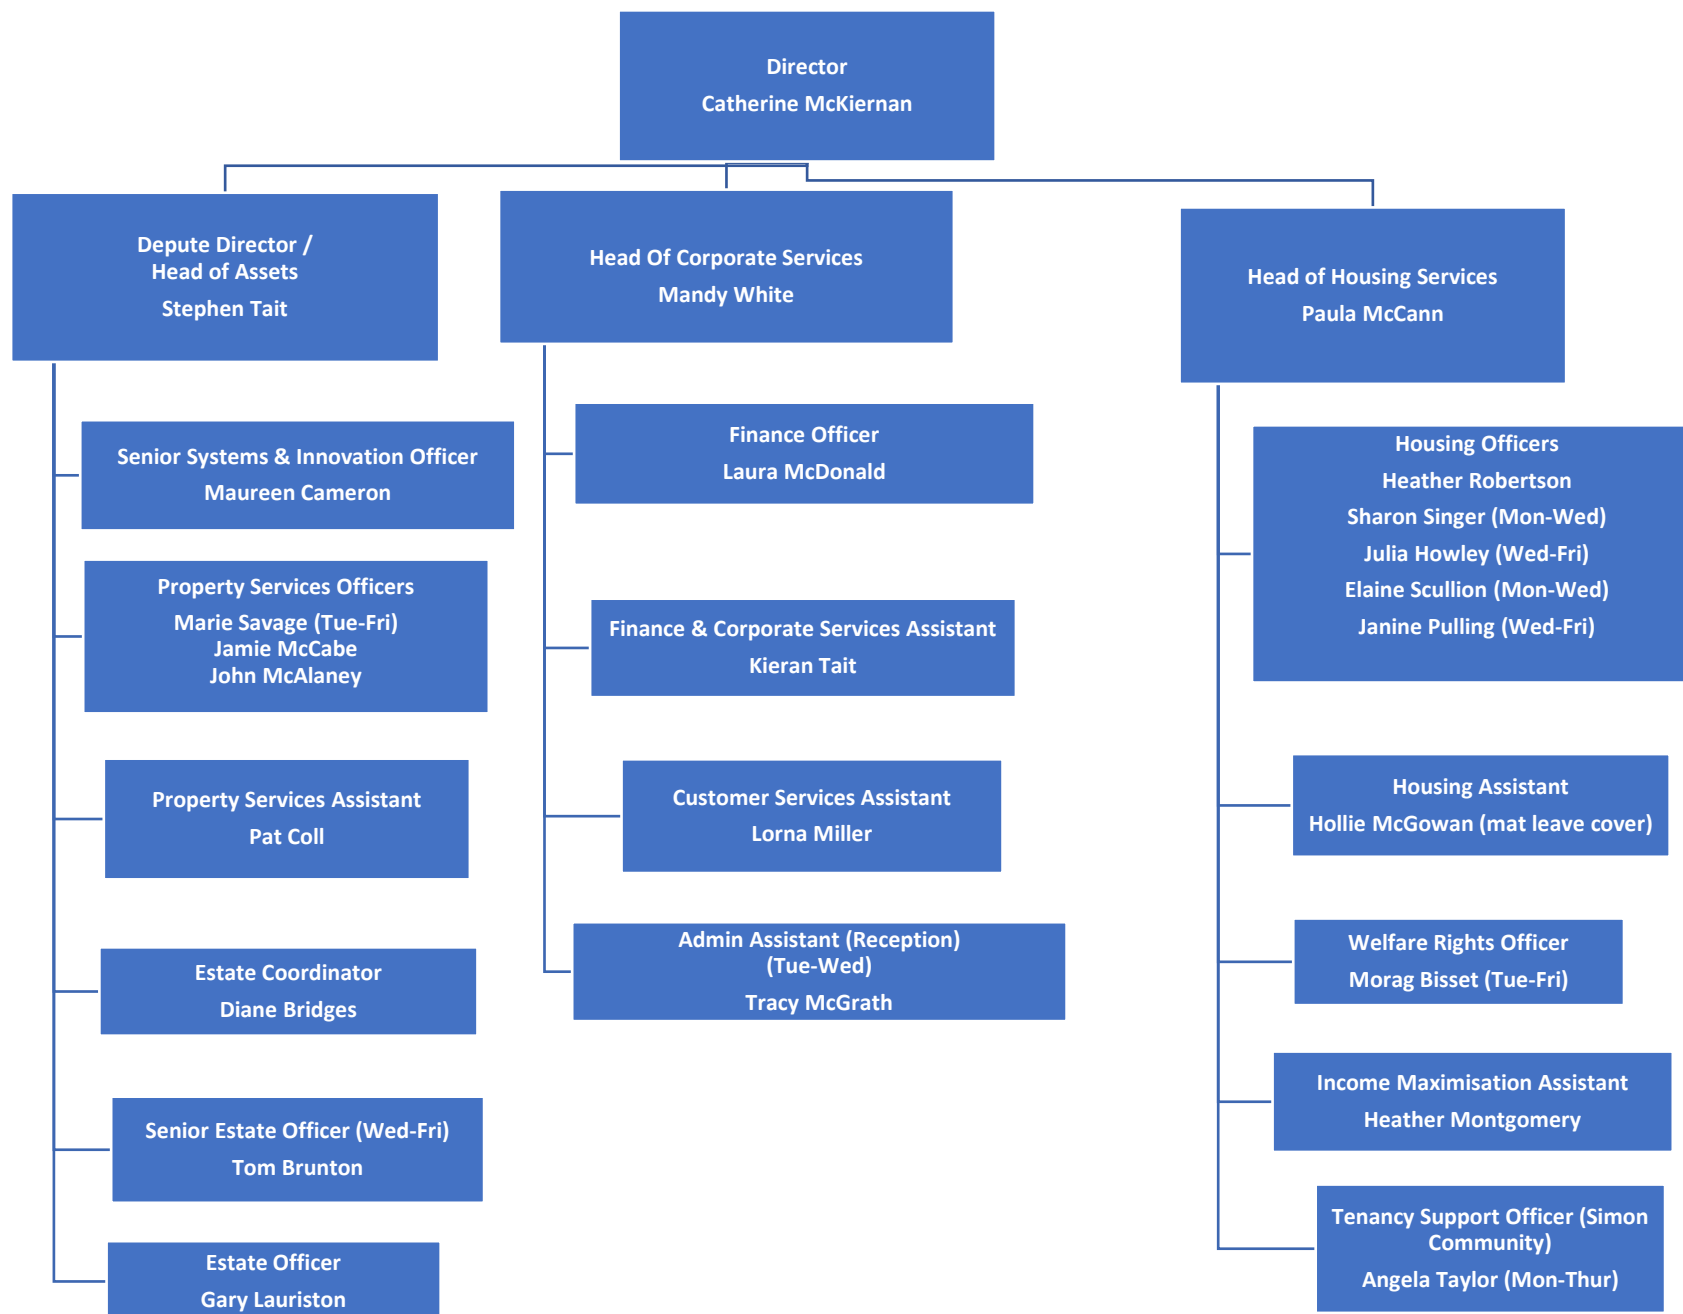 Director
Catherine McKiernan
Depute Director /
Head of Assets
Stephen Tait
Head Of Corporate Services
Mandy White
Head of Housing Services
Paula McCann
Senior Systems & Innovation Officer
Maureen Cameron
Property Services Officers
Marie Savage (Tue-Fri)
Jamie McCabe
John McAlaney
Property Services Assistant
Pat Coll
Estate Coordinator
Diane Bridges
Senior Estate Officer (Wed-Fri)
Tom Brunton
Estate Officer
Gary Lauriston
Finance Officer
Laura McDonald
Finance & Corporate Services Assistant
Kieran Tait
Customer Services Assistant
Lorna Miller
Admin Assistant (Reception)
(Tue-Wed)
Tracy McGrath
Housing Officers
Heather Robertson
Sharon Singer (Mon-Wed)
Julia Howley (Wed-Fri)
Elaine Scullion (Mon-Wed)
Janine Pulling (Wed-Fri)
Housing Assistant
Hollie McGowan (mat leave cover)
Welfare Rights Officer
Morag Bisset (Tue-Fri)
Income Maximisation Assistant
Heather Montgomery
Tenancy Support Officer (Simon
Community)
Angela Taylor (Mon-Thur)